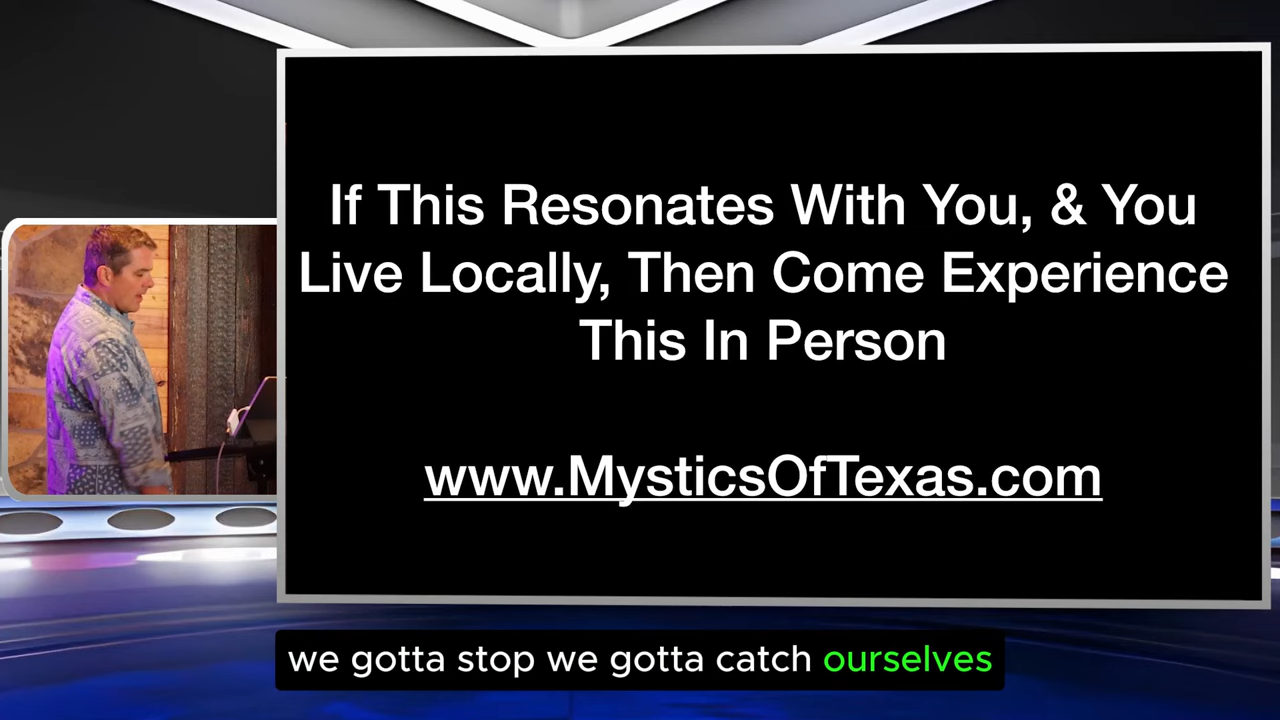 If This Resonates With You, & You
Live Locally, Then Come Experience
This In Person
www.MysticsOfTexas.com
we gotta stop we gotta catch ourselves